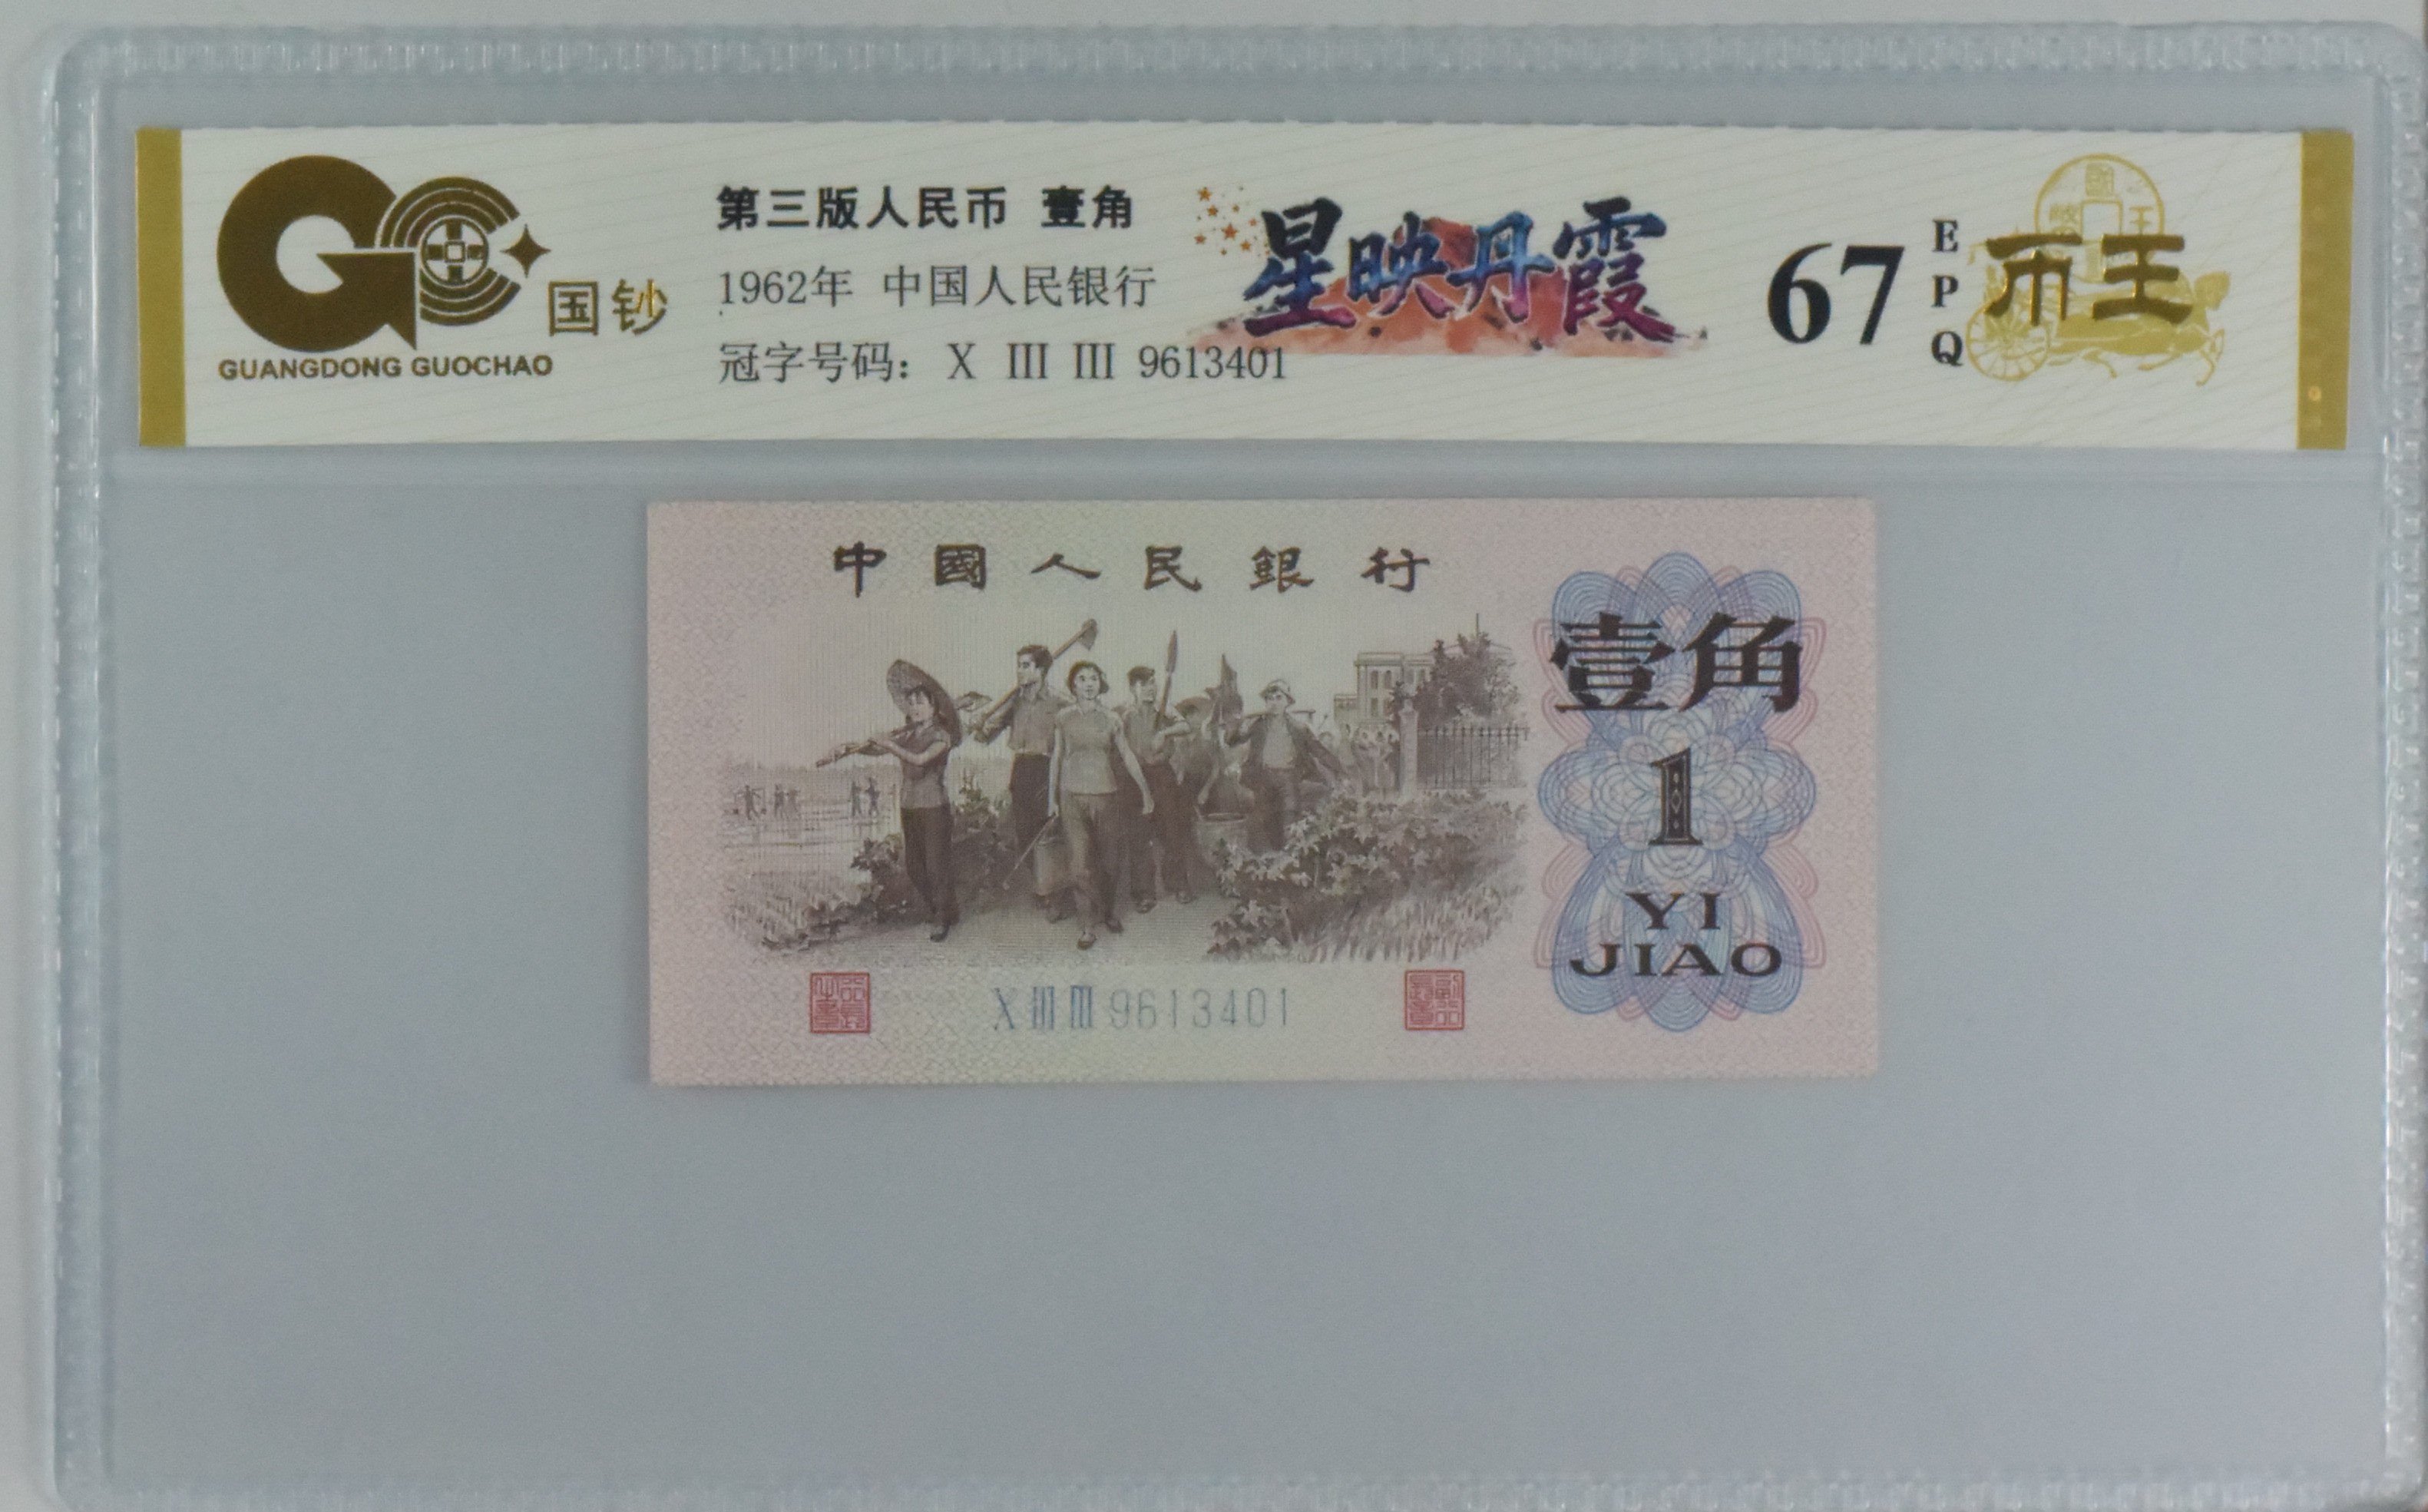 国钞
GUANGDONG GUOCHAO
第三版人民币 壹角
1962年 中国人民银行
冠字号码： X III III 9613401
星映丹霞
67
EPQ
币王
中國人民銀行
壹角
1
YI
JIAO
X III III 9613401